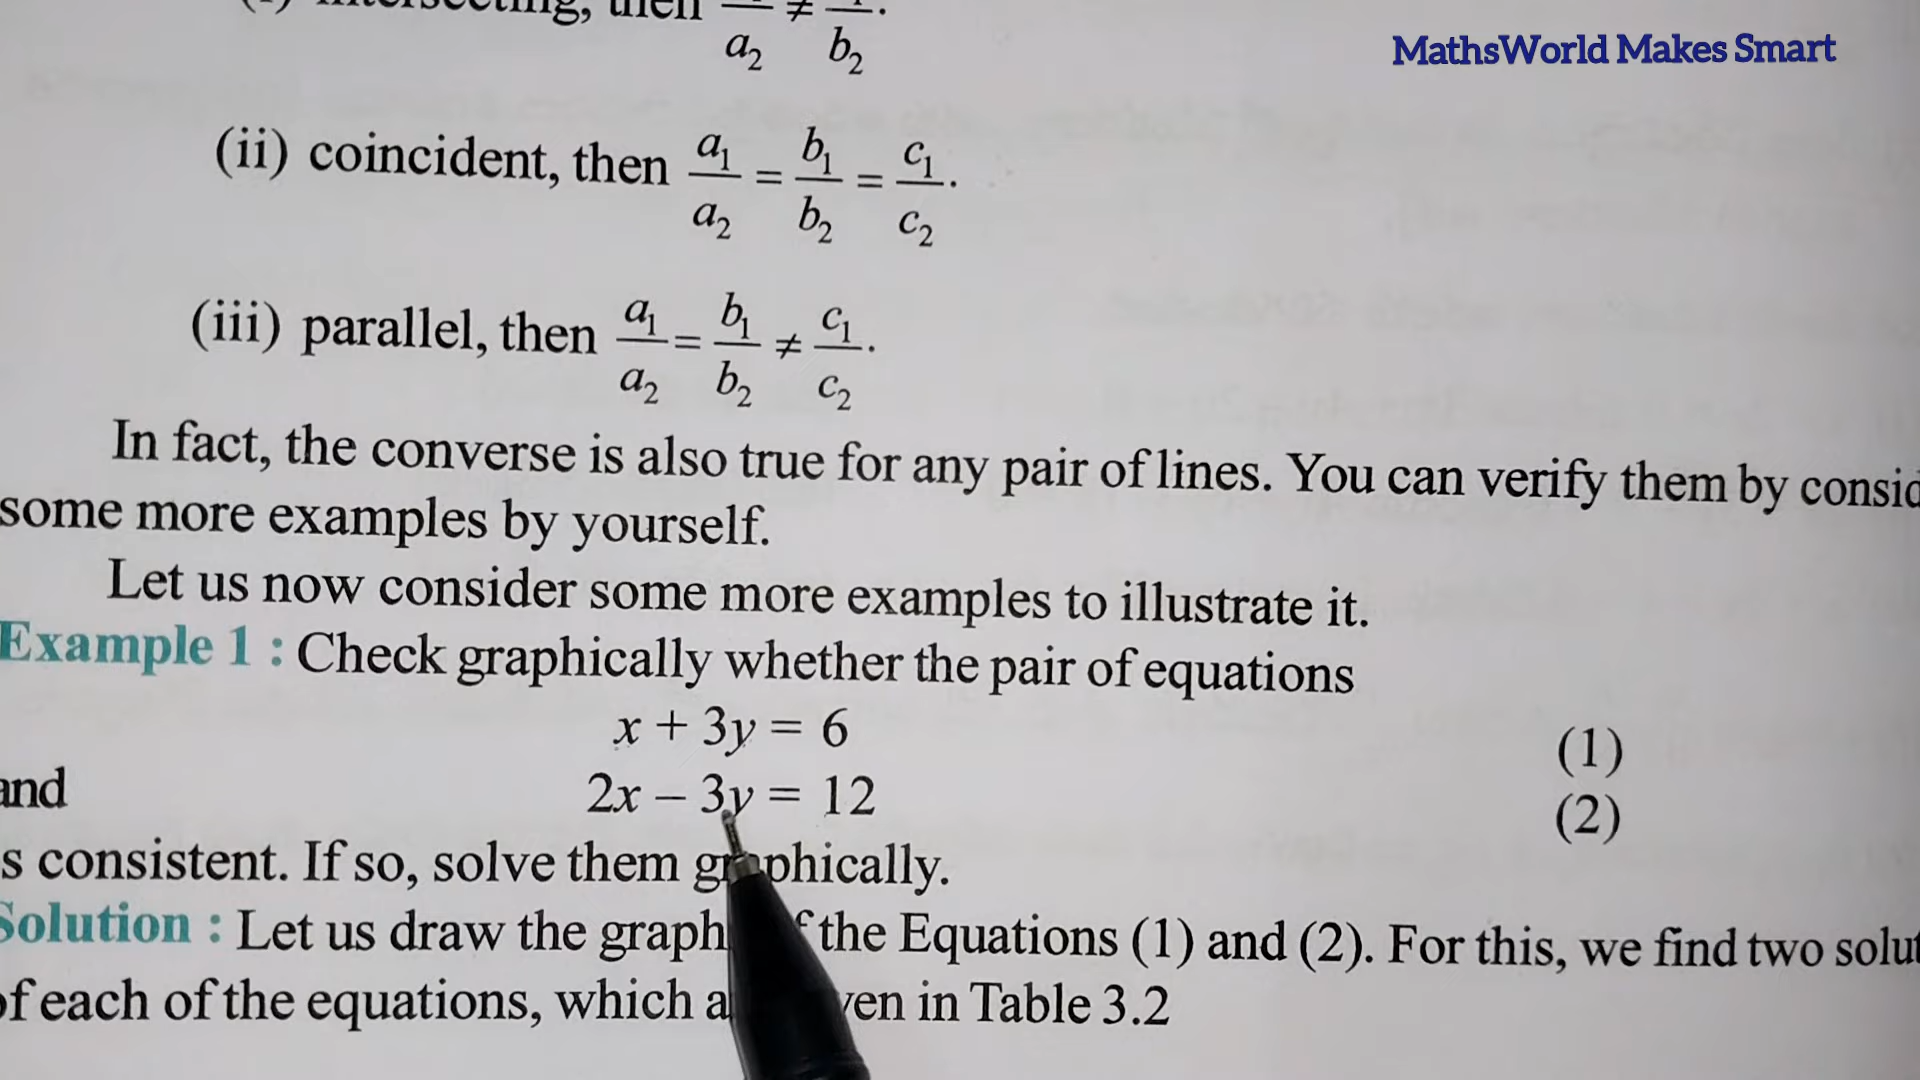 MathsWorld Makes Smart
intersecting, then a₂ ≠ b₂.
(ii) coincident, then a₁/a₂ = b₁/b₂ = c₁/c₂.
(iii) parallel, then a₁/a₂ = b₁/b₂ ≠ c₁/c₂.
In fact, the converse is also true for any pair of lines. You can verify them by consid
some more examples by yourself.
Let us now consider some more examples to illustrate it.
Example 1 : Check graphically whether the pair of equations
x + 3y = 6 (1)
and 2x – 3y = 12 (2)
s consistent. If so, solve them graphically.
Solution : Let us draw the graph the Equations (1) and (2). For this, we find two solut
of each of the equations, which a ven in Table 3.2